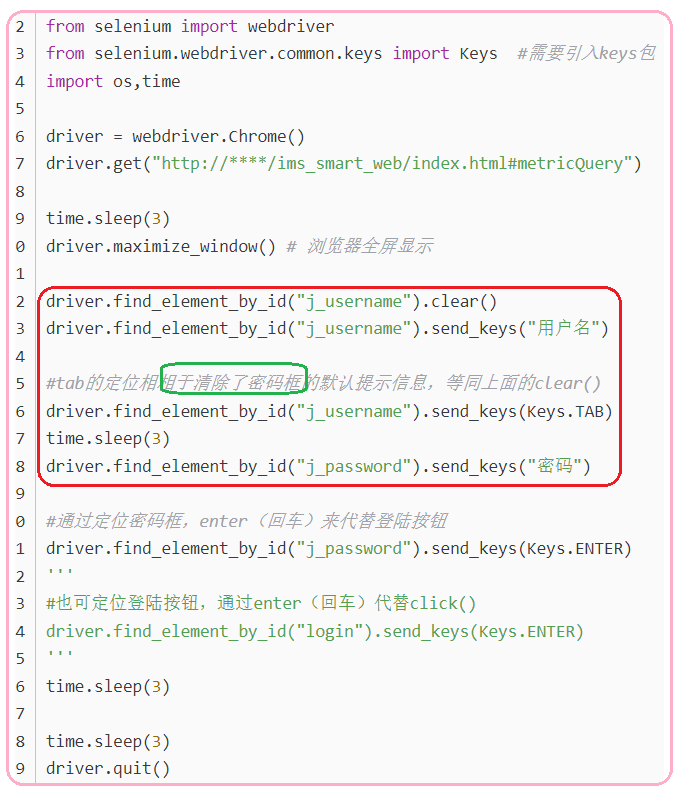 2 from selenium import webdriver
3 from selenium.webdriver.common.keys import Keys  #需要引入keys包
4 import os,time
5
6 driver = webdriver.Chrome()
7 driver.get("http://****/ims_smart_web/index.html#metricQuery")
8
9 time.sleep(3)
0 driver.maximize_window() # 浏览器全屏显示
1
2 driver.find_element_by_id("j_username").clear()
3 driver.find_element_by_id("j_username").send_keys("用户名")
4
5 #tab的定位相相于清除了密码框的默认提示信息，等同上面的clear()
6 driver.find_element_by_id("j_username").send_keys(Keys.TAB)
7 time.sleep(3)
8 driver.find_element_by_id("j_password").send_keys("密码")
9
0 #通过定位密码框，enter（回车）来代替登陆按钮
1 driver.find_element_by_id("j_password").send_keys(Keys.ENTER)
2 '''
3 #也可定位登陆按钮，通过enter（回车）代替click()
4 driver.find_element_by_id("login").send_keys(Keys.ENTER)
5 '''
6 time.sleep(3)
7
8 time.sleep(3)
9 driver.quit()